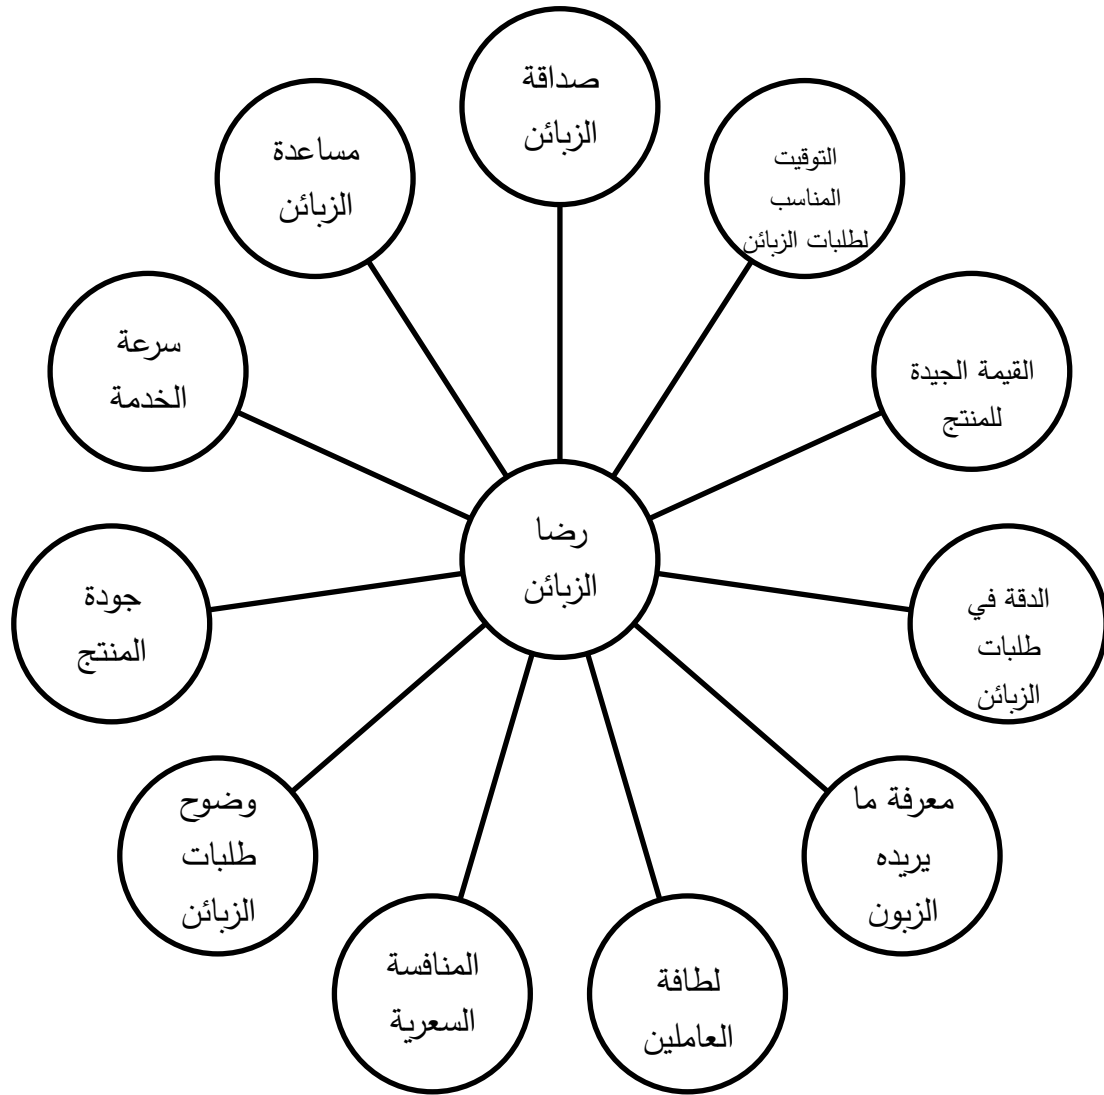 صداقة
الزبائن
التوقيت
المناسب
لطلبات الزبائن
القيمة الجيدة
للمنتج
الدقة في
طلبات
الزبائن
معرفة ما
يريده
الزبون
لطافة
العاملين
المنافسة
السعرية
وضوح
طلبات
الزبائن
جودة
المنتج
سرعة
الخدمة
مساعدة
الزبائن
رضا
الزبائن